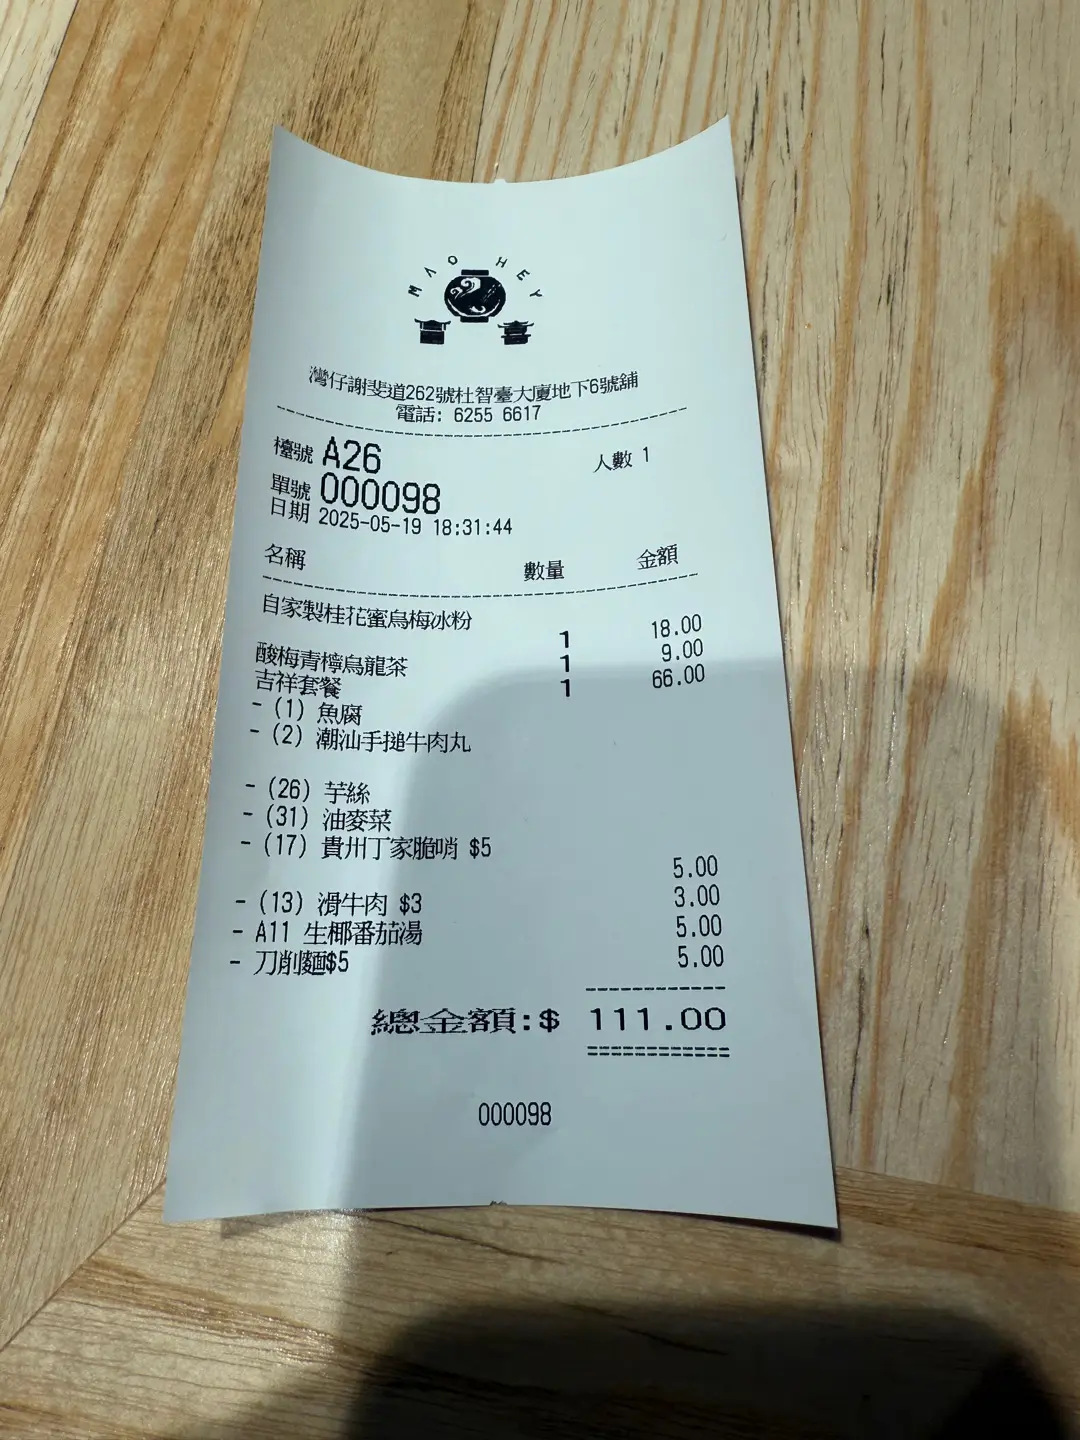 MAO HEY
灣仔謝斐道262號杜智臺大廈地下6號舖
電話: 6255 6617
檯號 A26 人數 1
單號 000098
日期 2025-05-19 18:31:44
名稱 數量 金額
自家製桂花蜜烏梅冰粉
1 18.00
酸梅青檸烏龍茶 1 9.00
吉祥套餐 1 66.00
- (1) 魚腐
- (2) 潮汕手搥牛肉丸
- (26) 芋絲
- (31) 油麥菜
- (17) 貴州丁家脆哨 $5
5.00
- (13) 滑牛肉 $3 3.00
- A11 生椰番茄湯 5.00
- 刀削麵$5 5.00
總金額:$ 111.00
000098